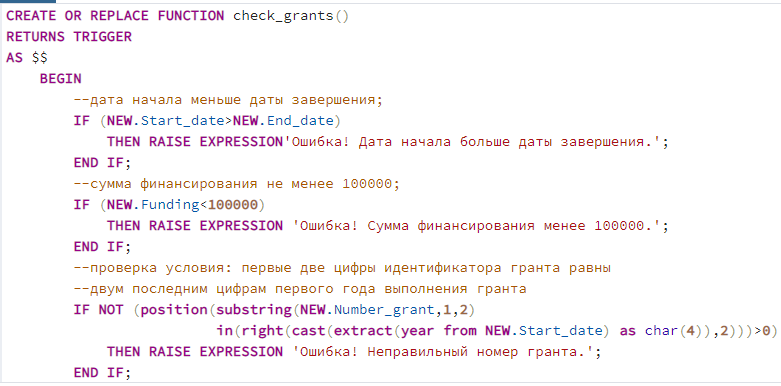 CREATE OR REPLACE FUNCTION check_grants()
RETURNS TRIGGER
AS $$
BEGIN
--дата начала меньше даты завершения;
IF (NEW.Start_date>NEW.End_date)
THEN RAISE EXPRESSION'Ошибка! Дата начала больше даты завершения.';
END IF;
--сумма финансирования не менее 100000;
IF (NEW.Funding<100000)
THEN RAISE EXPRESSION 'Ошибка! Сумма финансирования менее 100000.';
END IF;
--проверка условия: первые две цифры идентификатора гранта равны
--двум последним цифрам первого года выполнения гранта
IF NOT (position(substring(NEW.Number_grant,1,2)
in(right(cast(extract(year from NEW.Start_date) as char(4)),2)))>0)
THEN RAISE EXPRESSION 'Ошибка! Неправильный номер гранта.';
END IF;